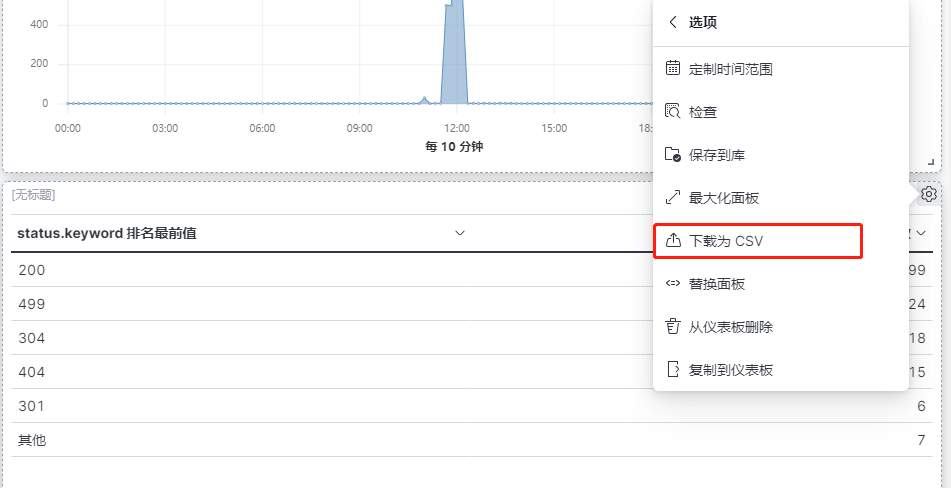 400
200
0
00:00
03:00
06:00
09:00
12:00
15:00
18:
每 10 分钟
[无标题]
status.keyword 排名最前值
200
99
499
24
304
18
404
15
301
6
其他
7
选项
定制时间范围
检查
保存到库
最大化面板
下载为 CSV
替换面板
从仪表板删除
复制到仪表板